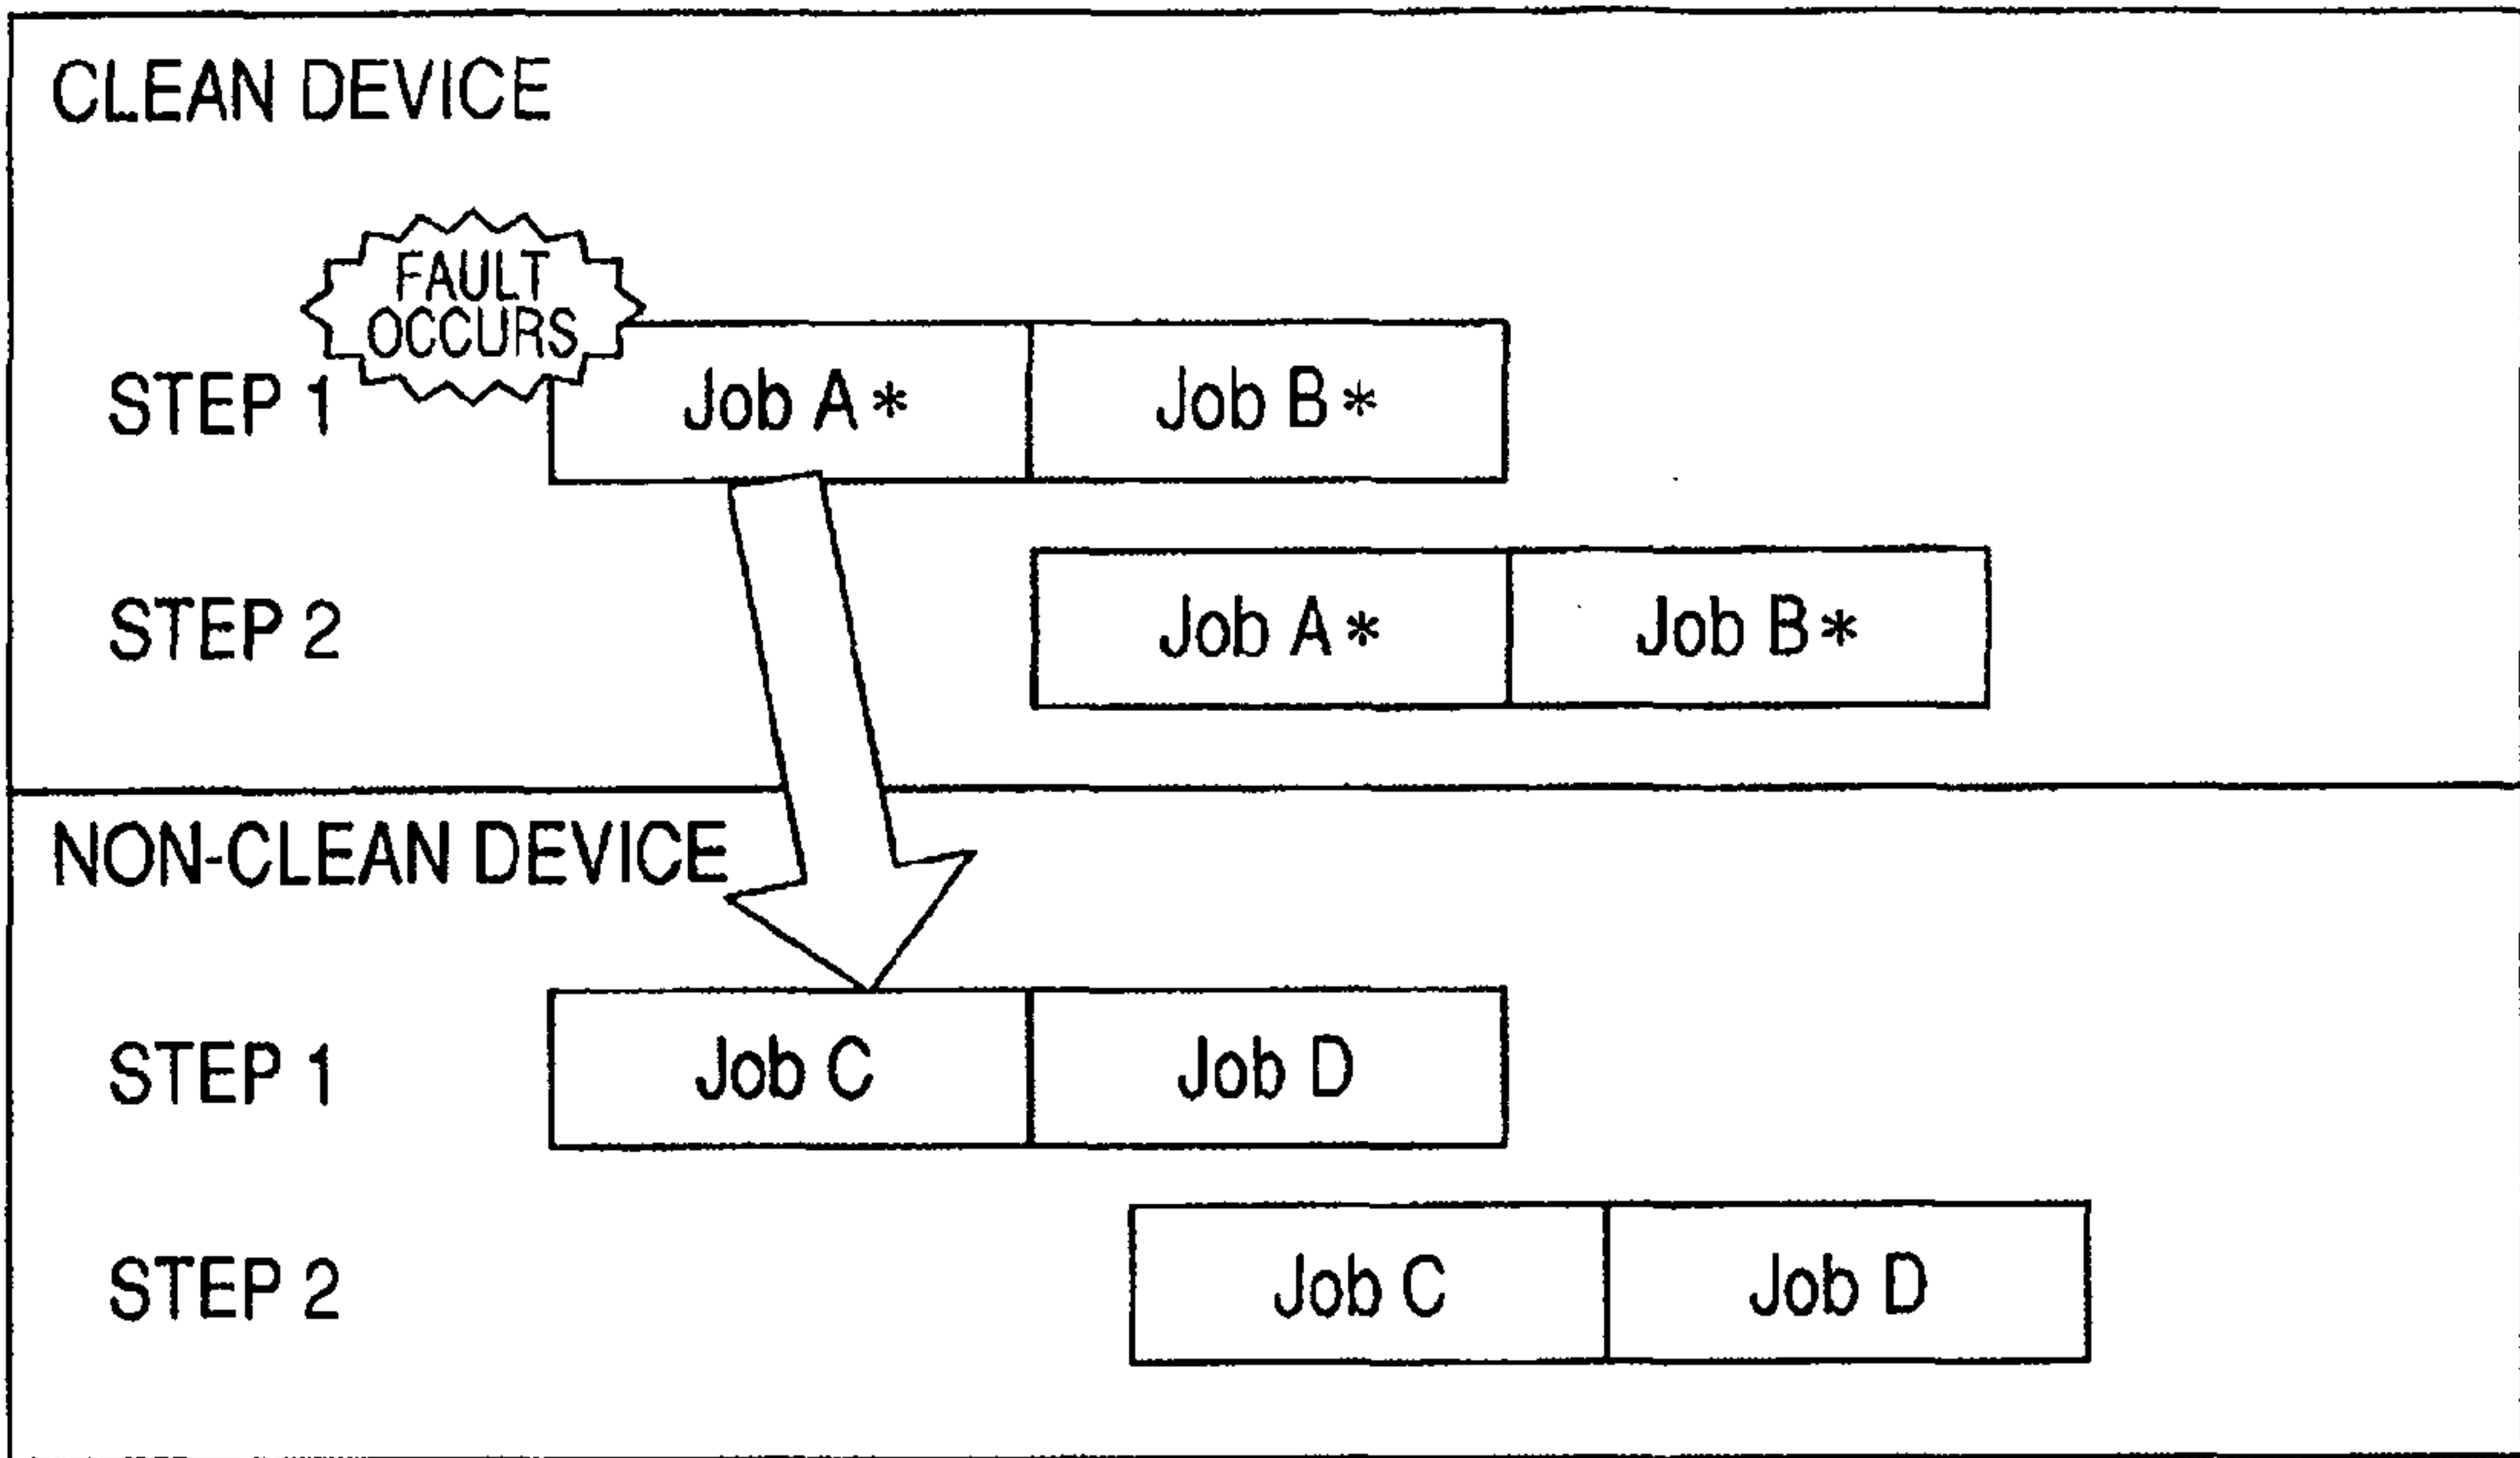 CLEAN DEVICE
FAULT
OCCURS
STEP 1
Job A*
Job B*
STEP 2
Job A*
Job B*
NON-CLEAN DEVICE
STEP 1
Job C
Job D
STEP 2
Job C
Job D